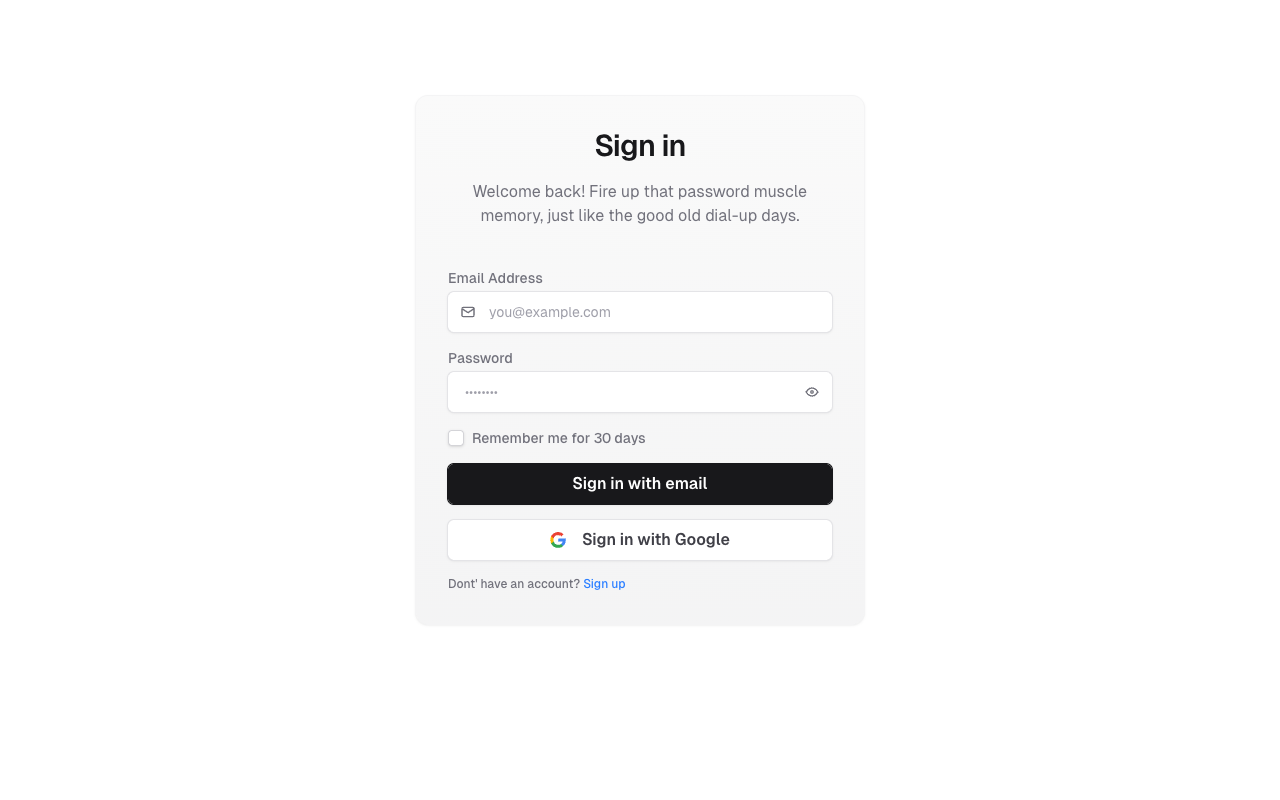 Sign in
Welcome back! Fire up that password muscle
memory, just like the good old dial-up days.
Email Address
you@example.com
Password
••••••••
Remember me for 30 days
Sign in with email
Sign in with Google
Dont' have an account? Sign up